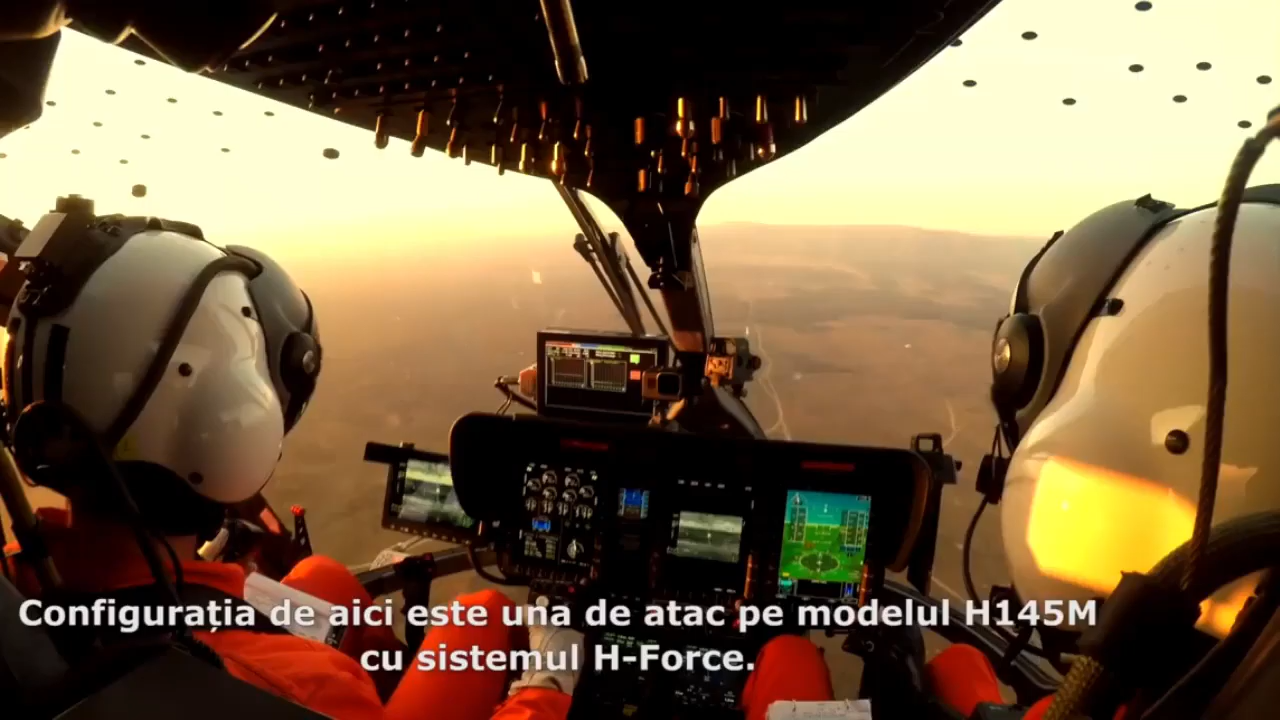 Configurația de aici este una de atac pe modelul H145M
cu sistemul H-Force.